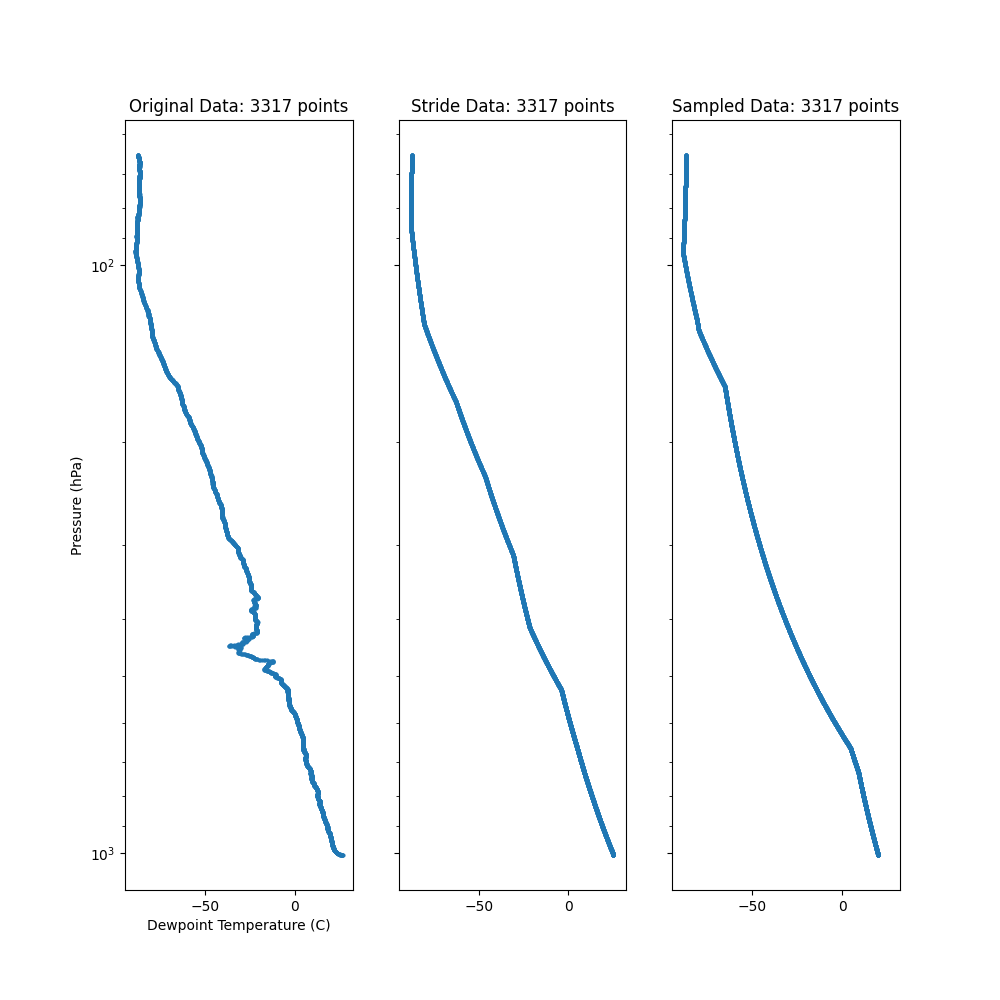 Original Data: 3317 points
Stride Data: 3317 points
Sampled Data: 3317 points
10²
10³
Pressure (hPa)
−50 0
−50 0
−50 0
Dewpoint Temperature (C)